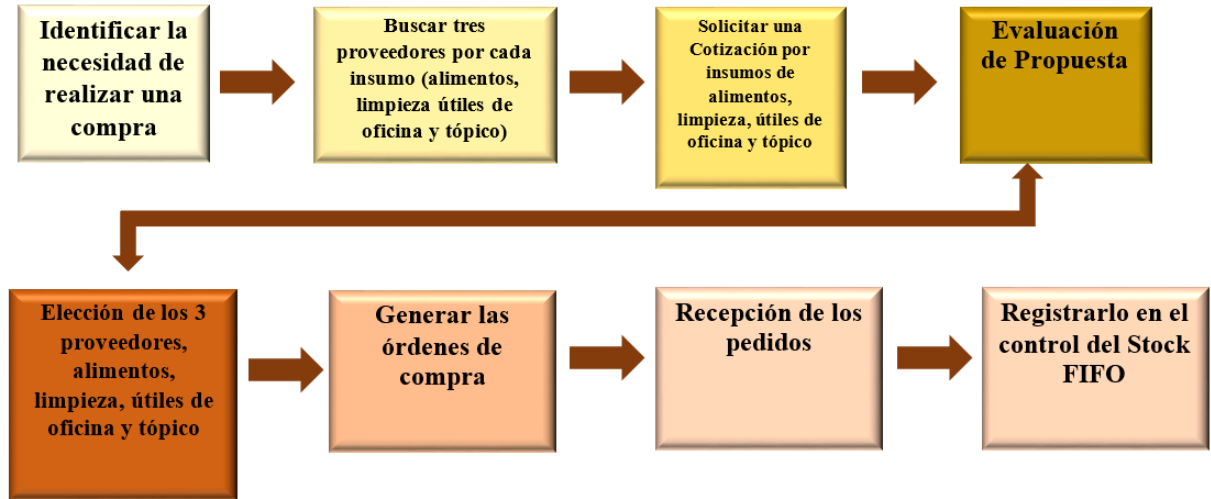 Identificar la
necesidad de
realizar una
compra
Buscar tres
proveedores por cada
insumo (alimentos,
limpieza útiles de
oficina y tópico)
Solicitar una
Cotización por
insumos de
alimentos,
limpieza, útiles de
oficina y tópico
Evaluación
de Propuesta
Elección de los 3
proveedores,
alimentos,
limpieza, útiles de
oficina y tópico
Generar las
órdenes de
compra
Recepción de los
pedidos
Registrarlo en el
control del Stock
FIFO